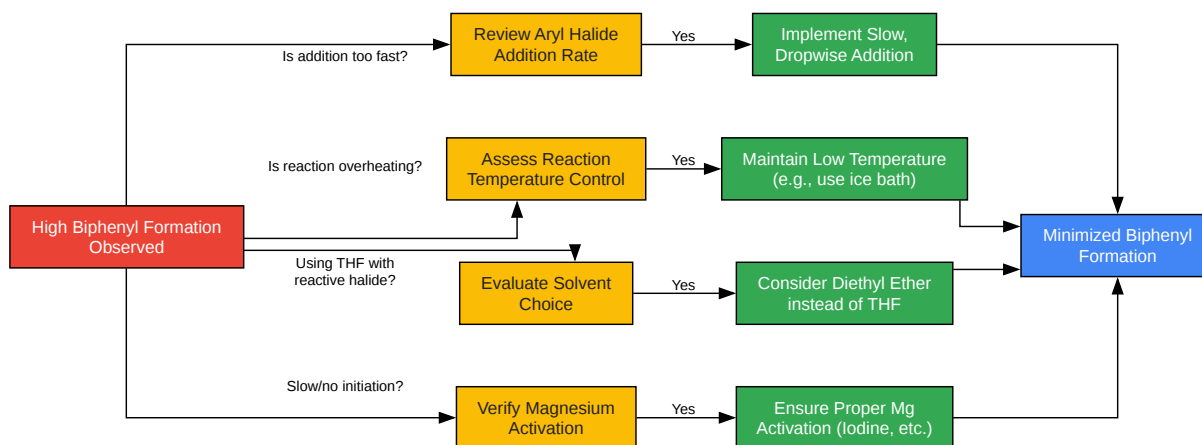 Review Aryl Halide
Addition Rate
Yes
Implement Slow,
Dropwise Addition
Is addition too fast?
Is reaction overheating?
Assess Reaction
Temperature Control
Yes
Maintain Low Temperature
(e.g., use ice bath)
High Biphenyl Formation
Observed
Minimized Biphenyl
Formation
Using THF with
reactive halide?
Evaluate Solvent
Choice
Yes
Consider Diethyl Ether
instead of THF
Slow/no initiation?
Verify Magnesium
Activation
Yes
Ensure Proper Mg
Activation (Iodine, etc.)